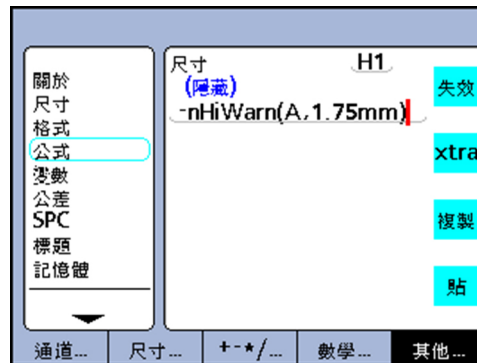 關於
尺寸
格式
公式
變數
公差
SPC
標題
記憶體
尺寸 H1
(隱藏)
-nHiWarn(A,1.75mm)
失效
xtra
複製
貼
通道...
尺寸...
+-*/...
數學...
其他...